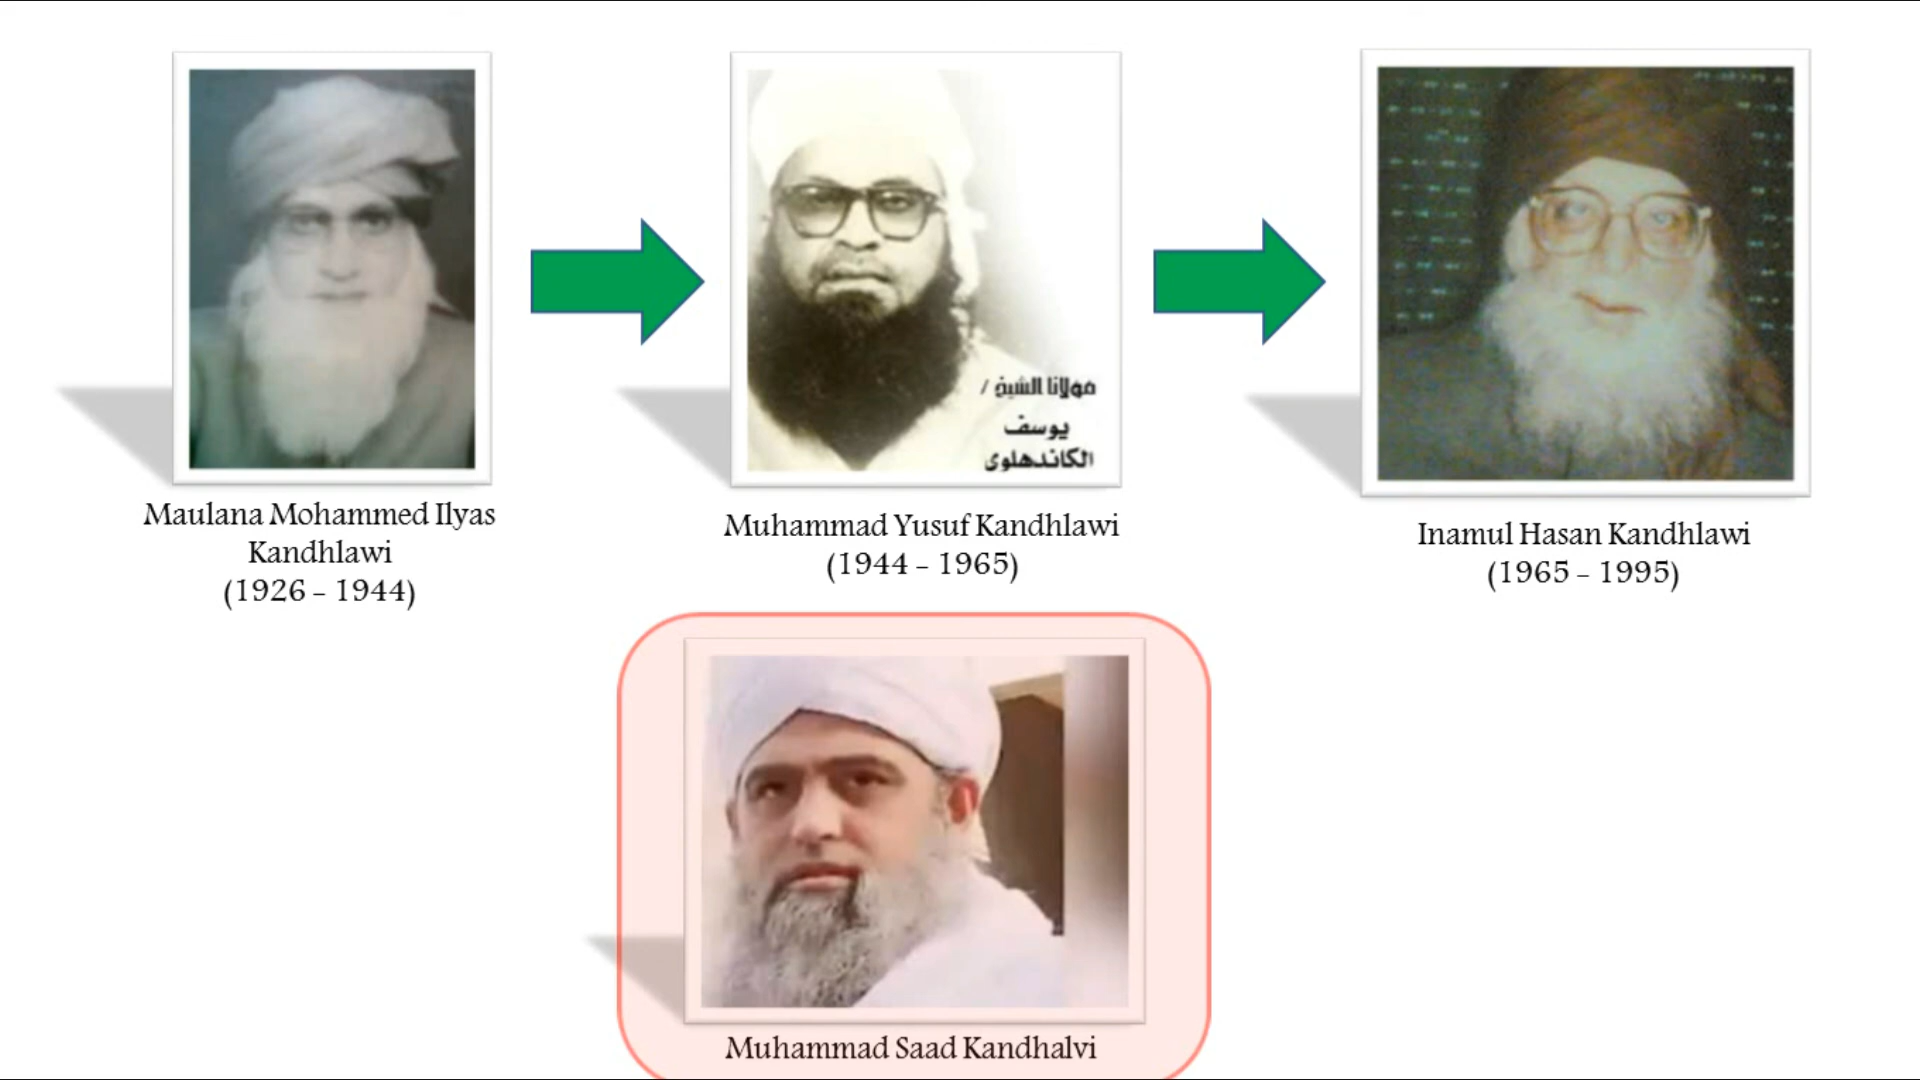 مولانا الشيخ /
يوسف
الكاندهلوى
Maulana Mohammed Ilyas
Kandhlawi
(1926 – 1944)
Muhammad Yusuf Kandhlawi
(1944 – 1965)
Inamul Hasan Kandhlawi
(1965 – 1995)
Muhammad Saad Kandhalvi